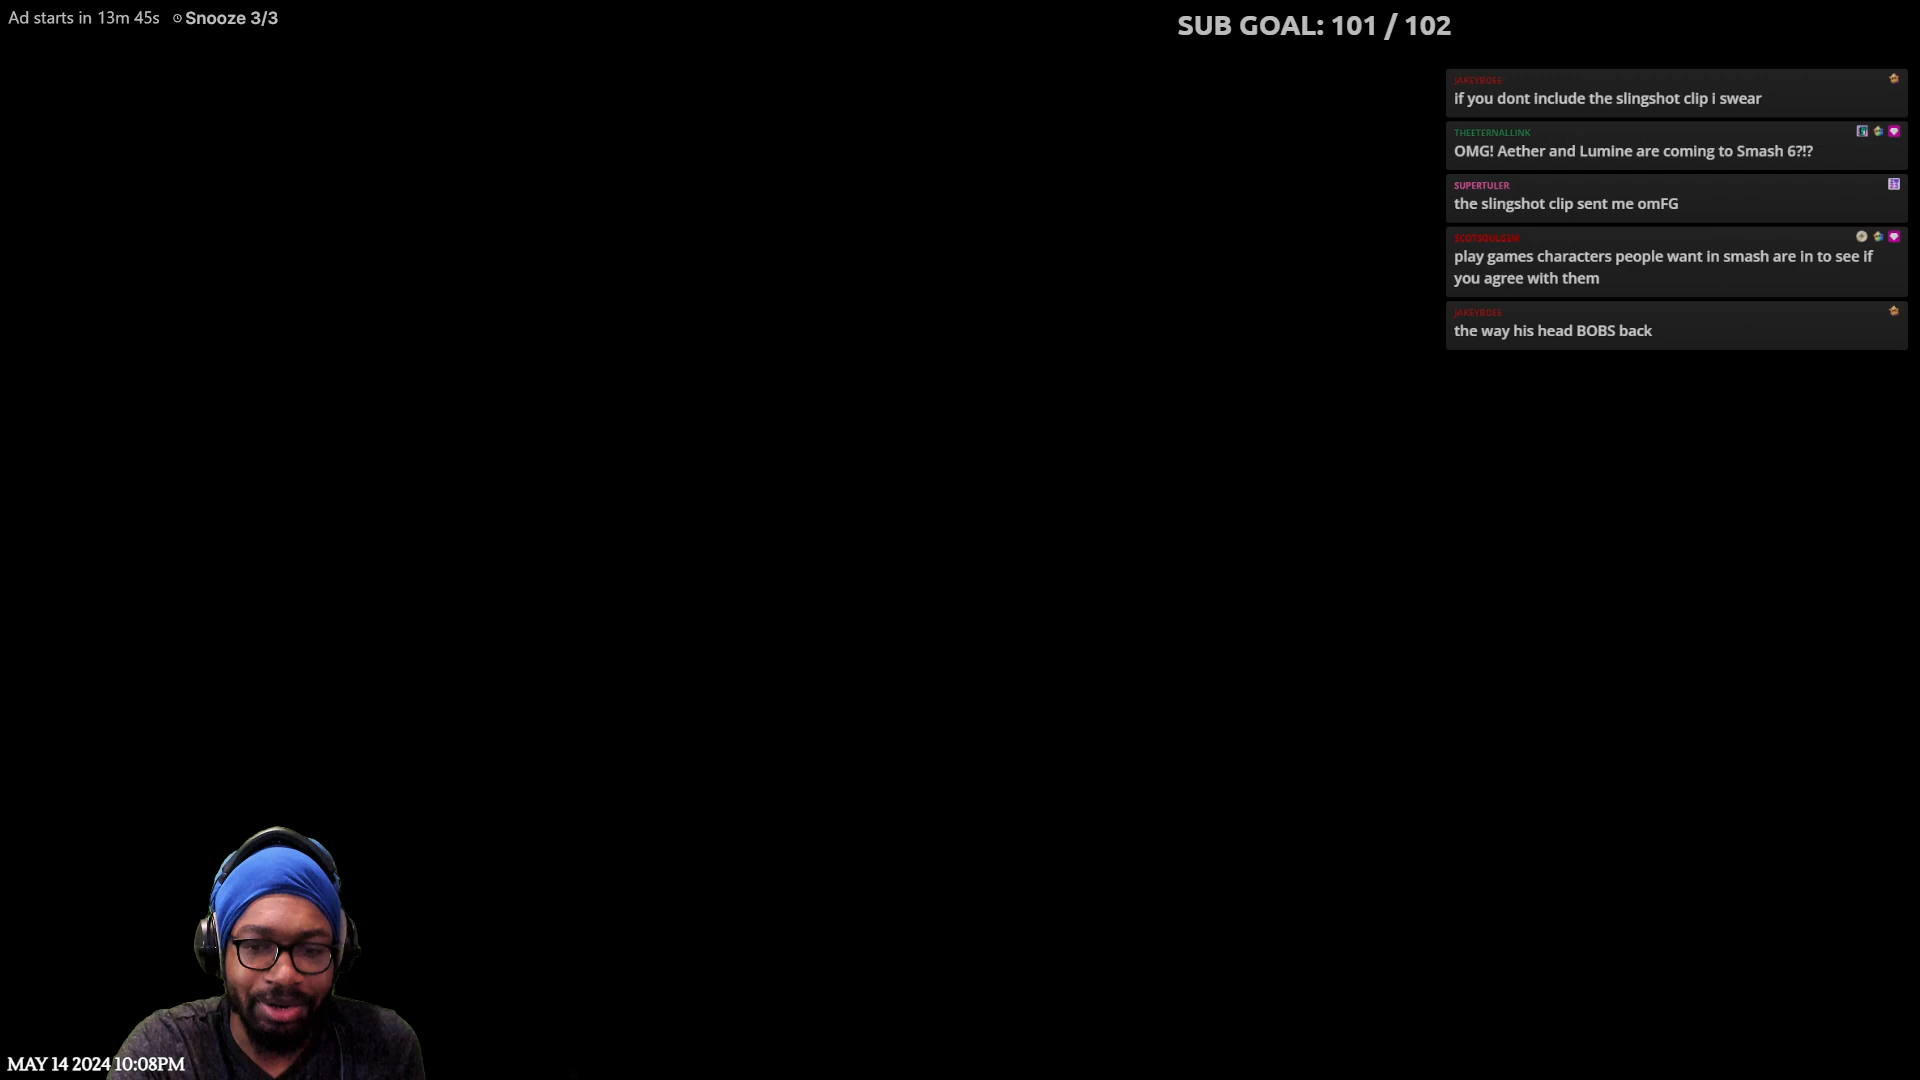 Ad starts in 13m 45s Snooze 3/3
SUB GOAL: 101 / 102
JAKEYBOEE
if you dont include the slingshot clip i swear
THEETERNALLINK
OMG! Aether and Lumine are coming to Smash 6?!?
SUPERTULER
the slingshot clip sent me omFG
play games characters people want in smash are in to see if
you agree with them
JAKEYBOEE
the way his head BOBS back
MAY 14 2024 10:08PM